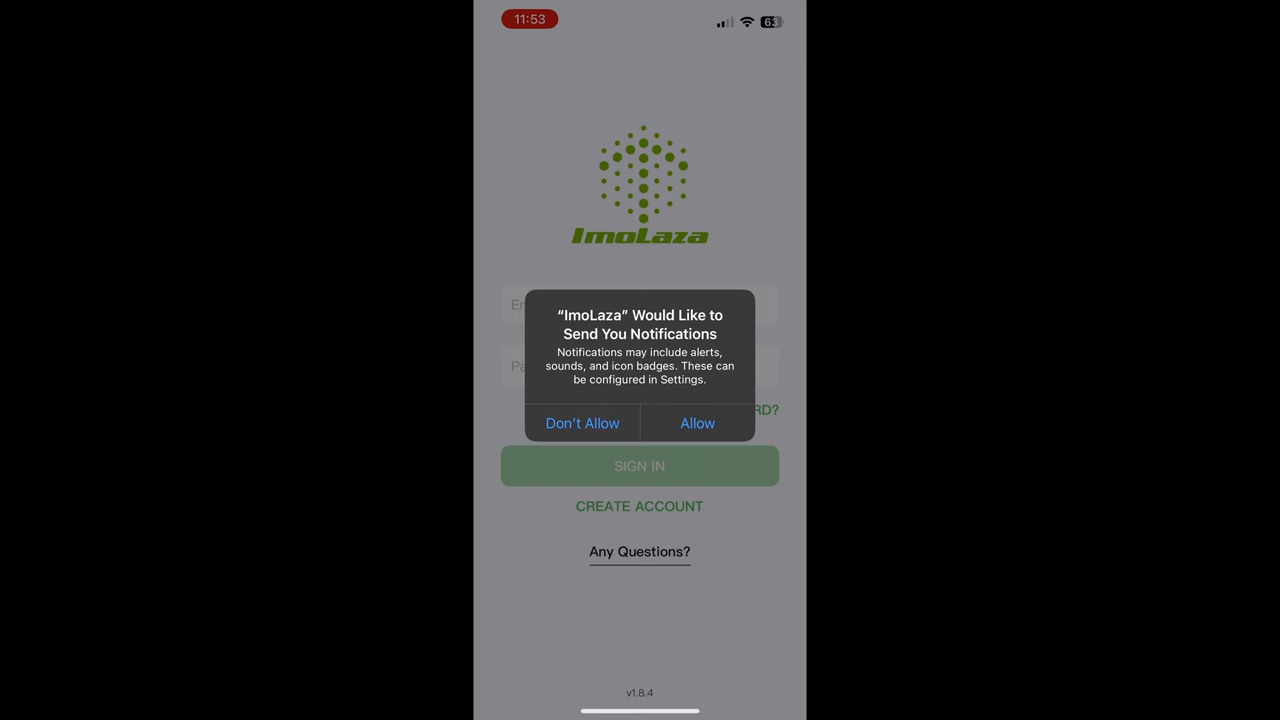 11:53
63
ImoLaza
“ImoLaza” Would Like to
Send You Notifications
Notifications may include alerts,
sounds, and icon badges. These can
be configured in Settings.
RD?
Don’t Allow
Allow
SIGN IN
CREATE ACCOUNT
Any Questions?
v1.8.4